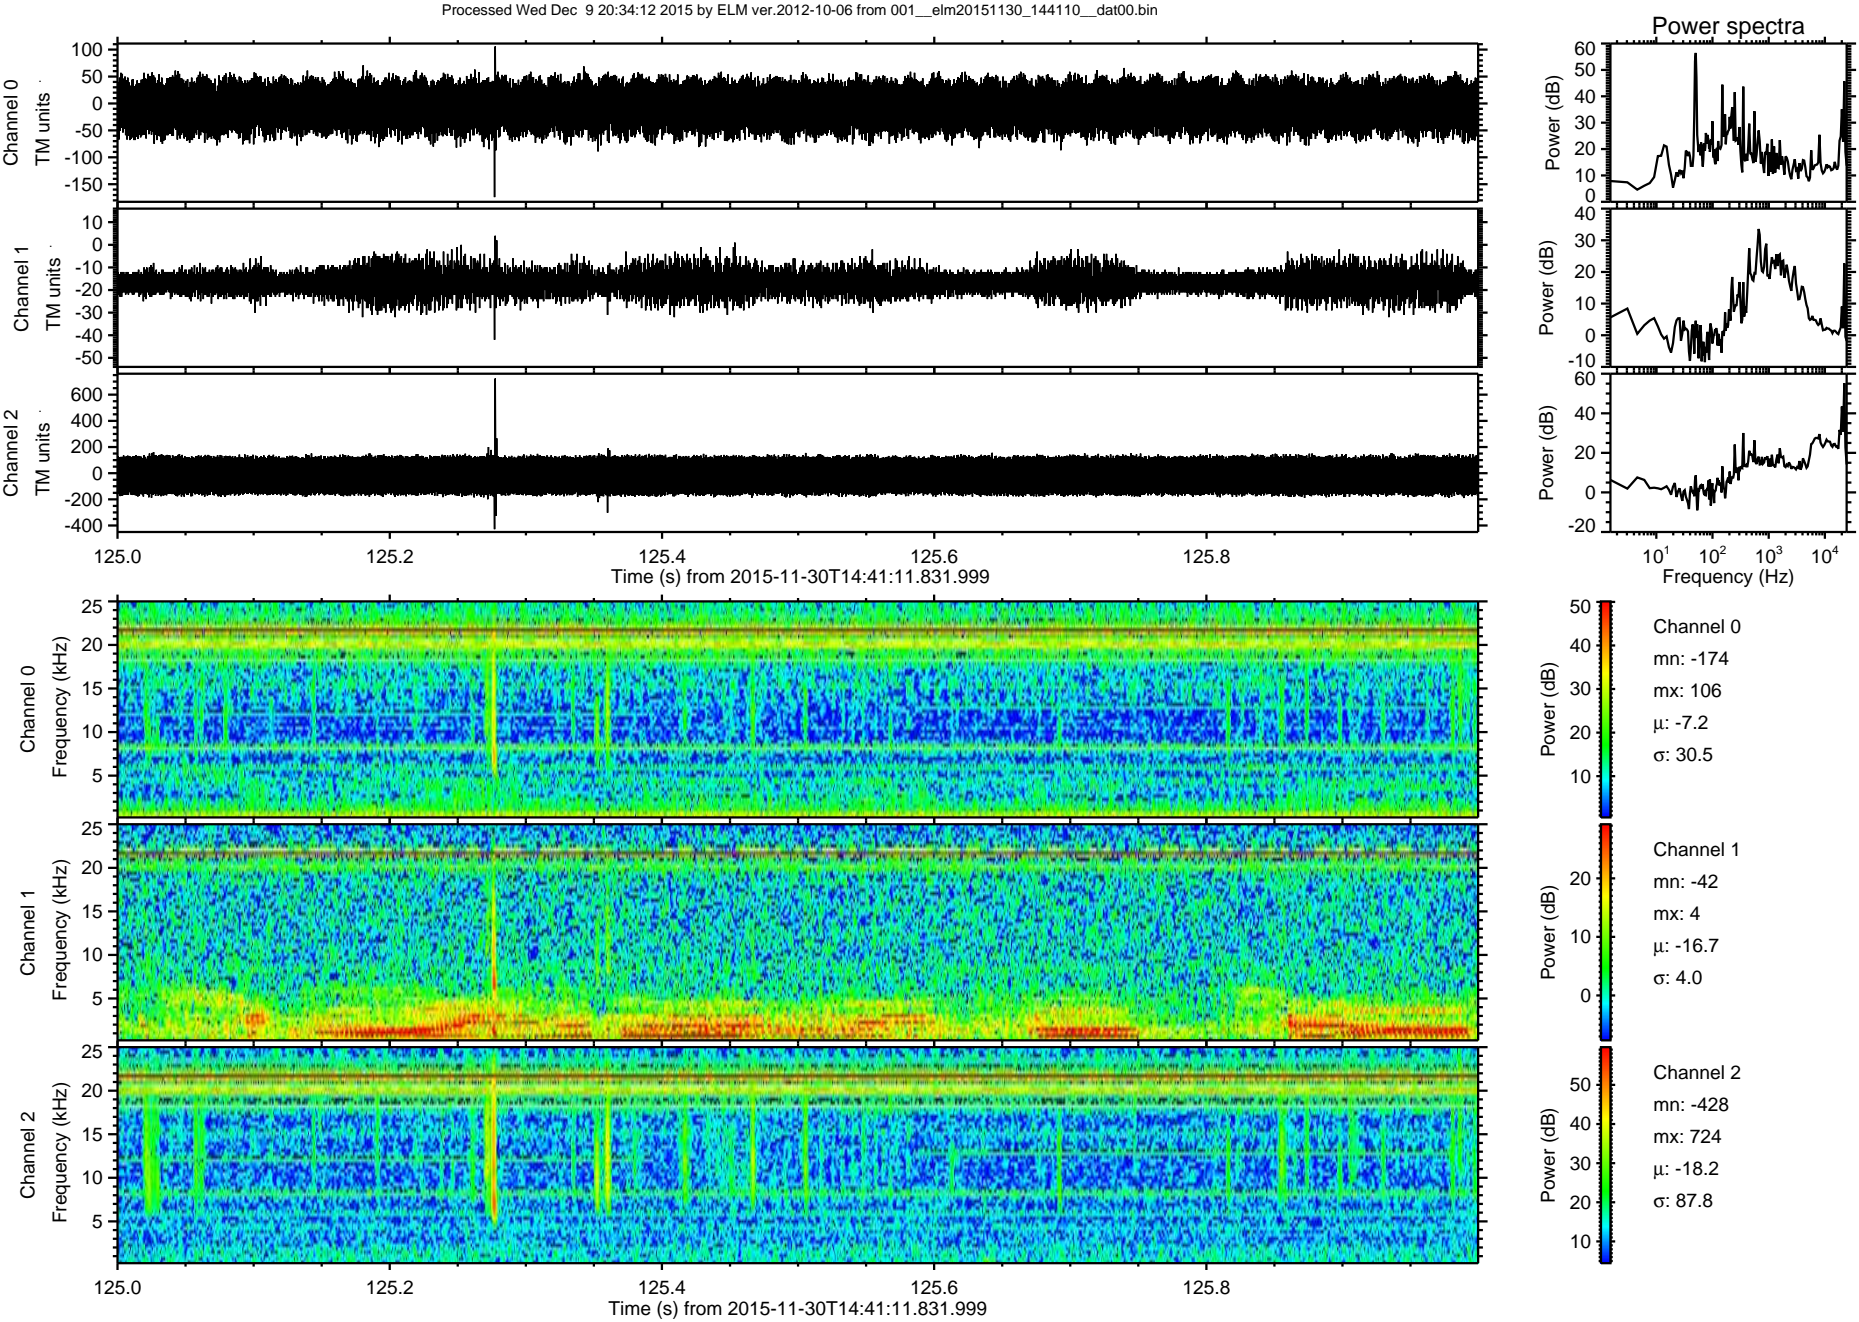 Processed Wed Dec  9 20:34:12 2015 by ELM ver.2012-10-06 from 001__elm20151130_144110__dat00.bin
Power spectra
Channel 0
TM units
100
50
0
-50
-100
-150
Power (dB)
60
50
40
30
20
10
0
Channel 1
TM units
10
0
-10
-20
-30
-40
-50
Power (dB)
40
30
20
10
0
-10
Channel 2
TM units
600
400
200
0
-200
-400
Power (dB)
60
40
20
0
-20
125.0 125.2 125.4 125.6 125.8
Time (s) from 2015-11-30T14:41:11.831.999
10¹ 10² 10³ 10⁴
Frequency (Hz)
Channel 0
Frequency (kHz)
25
20
15
10
5
Power (dB)
50
40
30
20
10
Channel 0
mn: -174
mx: 106
μ: -7.2
σ: 30.5
Channel 1
Frequency (kHz)
25
20
15
10
5
Power (dB)
20
10
0
Channel 1
mn: -42
mx: 4
μ: -16.7
σ: 4.0
Channel 2
Frequency (kHz)
25
20
15
10
5
Power (dB)
50
40
30
20
10
Channel 2
mn: -428
mx: 724
μ: -18.2
σ: 87.8
125.0 125.2 125.4 125.6 125.8
Time (s) from 2015-11-30T14:41:11.831.999